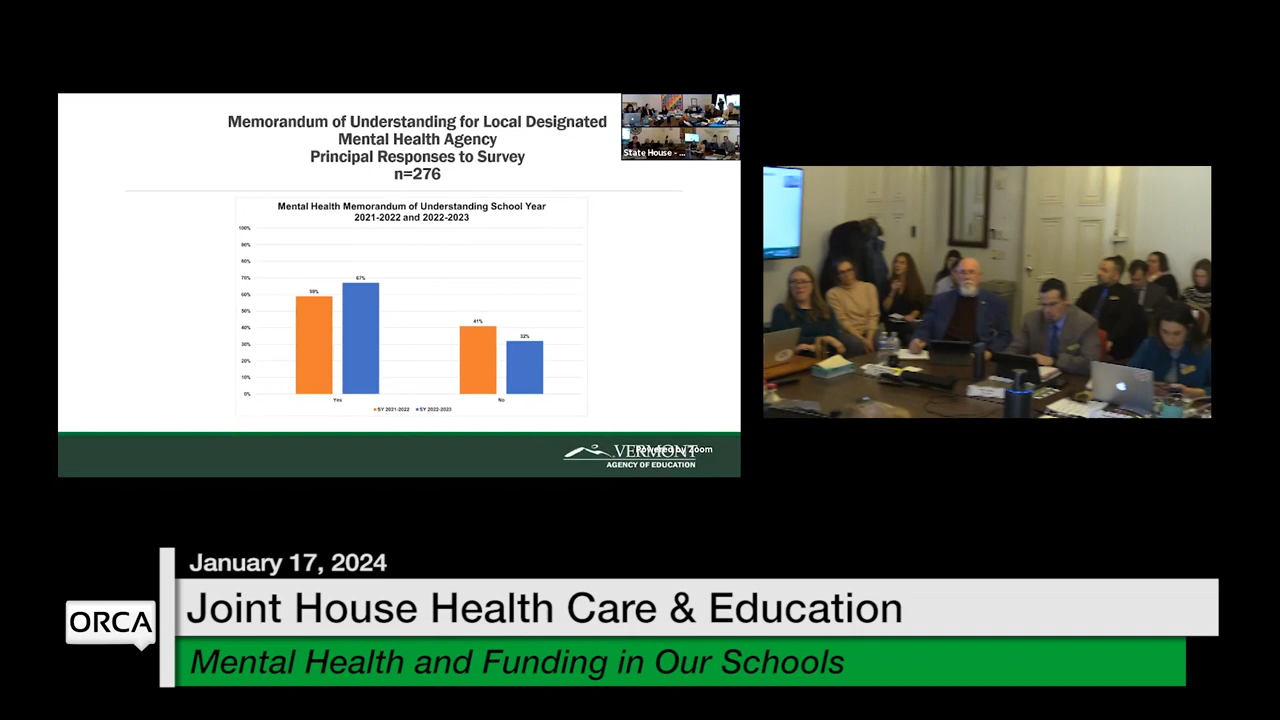 Memorandum of Understanding for Local Designated
Mental Health Agency
Principal Responses to Survey
n=276
State House - ...
Mental Health Memorandum of Understanding School Year
2021-2022 and 2022-2023
100%
90%
80%
70%
60%
50%
40%
30%
20%
10%
0%
59%
67%
41%
32%
Yes
No
SY 2021-2022
SY 2022-2023
VERMONT
Powered by Zoom
AGENCY OF EDUCATION
January 17, 2024
ORCA
Joint House Health Care & Education
Mental Health and Funding in Our Schools